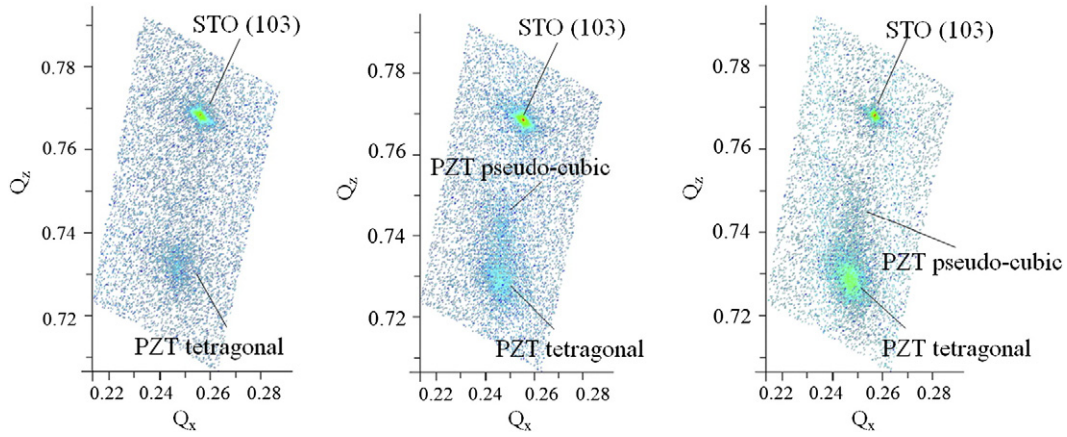 STO (103)
0.78
0.76
Qz
0.74
0.72
PZT tetragonal
0.22 0.24 0.26 0.28
Qx
STO (103)
0.78
0.76
PZT pseudo-cubic
Qz
0.74
0.72
PZT tetragonal
0.22 0.24 0.26 0.28
Qx
STO (103)
0.78
0.76
Qz
0.74
PZT pseudo-cubic
0.72
PZT tetragonal
0.22 0.24 0.26 0.28
Qx